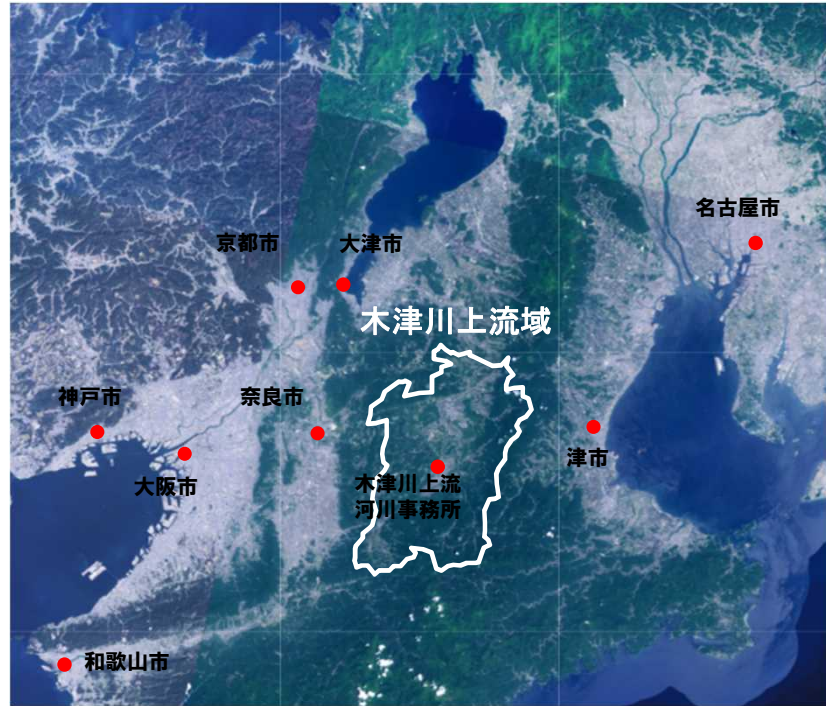 名古屋市
京都市
大津市
木津川上流域
神戸市
奈良市
津市
大阪市
木津川上流
河川事務所
和歌山市